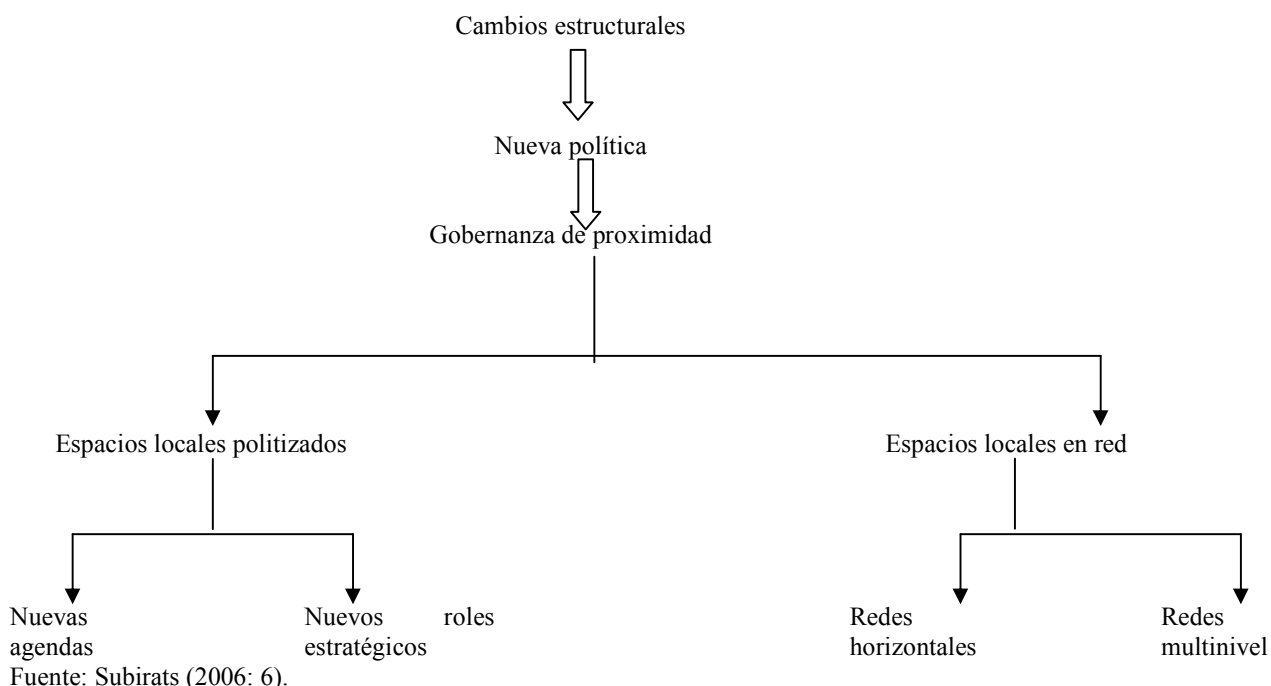 Cambios estructurales
Nueva política
Gobernanza de proximidad
Espacios locales politizados
Espacios locales en red
Nuevas
agendas
Nuevos roles
estratégicos
Redes
horizontales
Redes
multinivel
Fuente: Subirats (2006: 6).